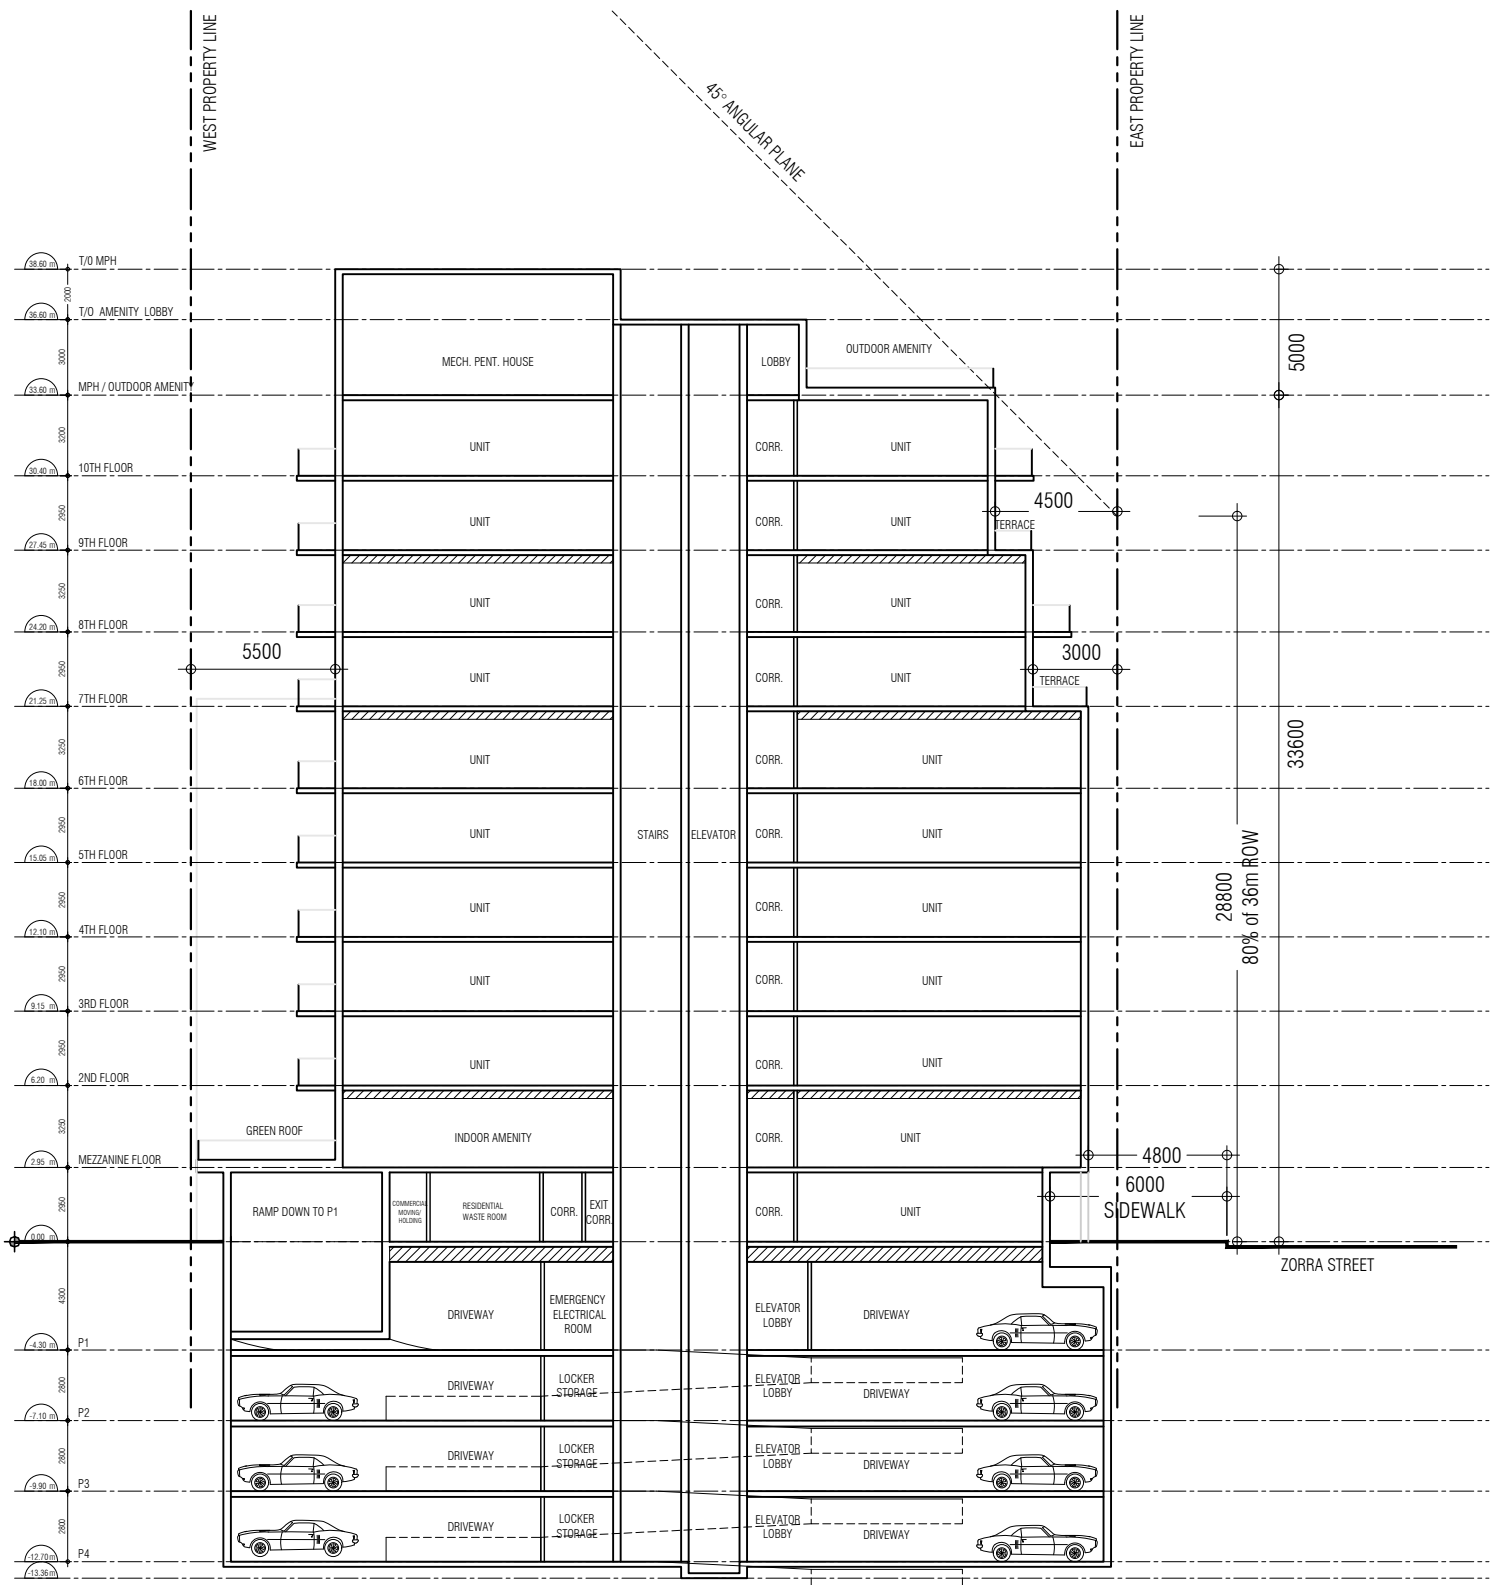 WEST PROPERTY LINE
45° ANGULAR PLANE
EAST PROPERTY LINE
38.60 m
T/O MPH
2000
36.60 m
T/O AMENITY LOBBY
3000
MECH. PENT. HOUSE
LOBBY
OUTDOOR AMENITY
5000
33.60 m
MPH / OUTDOOR AMENITY
3200
UNIT
CORR.
UNIT
30.40 m
10TH FLOOR
2950
UNIT
CORR.
UNIT
4500
TERRACE
27.45 m
9TH FLOOR
3250
UNIT
CORR.
UNIT
24.20 m
8TH FLOOR
5500
2950
UNIT
CORR.
UNIT
3000
TERRACE
21.25 m
7TH FLOOR
3250
UNIT
CORR.
UNIT
33600
18.00 m
6TH FLOOR
2950
UNIT
STAIRS
ELEVATOR
CORR.
UNIT
15.05 m
5TH FLOOR
2950
UNIT
CORR.
UNIT
28800
80% of 36m ROW
12.10 m
4TH FLOOR
2950
UNIT
CORR.
UNIT
9.15 m
3RD FLOOR
2950
UNIT
CORR.
UNIT
6.20 m
2ND FLOOR
3250
GREEN ROOF
INDOOR AMENITY
CORR.
UNIT
2.95 m
MEZZANINE FLOOR
4800
2950
RAMP DOWN TO P1
COMMERCIAL
MOVING/
HOLDING
RESIDENTIAL
WASTE ROOM
CORR.
EXIT
CORR.
CORR.
UNIT
6000
SIDEWALK
0.00 m
ZORRA STREET
4300
DRIVEWAY
EMERGENCY
ELECTRICAL
ROOM
ELEVATOR
LOBBY
DRIVEWAY
-4.30 m
P1
2800
DRIVEWAY
LOCKER
STORAGE
ELEVATOR
LOBBY
DRIVEWAY
-7.10 m
P2
2800
DRIVEWAY
LOCKER
STORAGE
ELEVATOR
LOBBY
DRIVEWAY
-9.90 m
P3
2800
DRIVEWAY
LOCKER
STORAGE
ELEVATOR
LOBBY
DRIVEWAY
-12.70m
P4
-13.36m